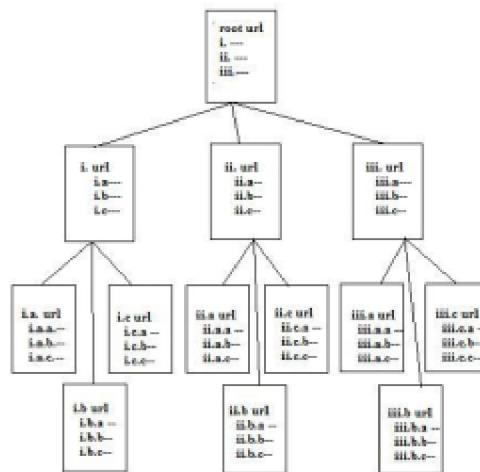 root url
i. ---
ii. ---
iii.---
i. url
i.a---
i.b---
i.c---
ii. url
ii.a--
ii.b--
ii.c--
iii. url
iii.a---
iii.b---
iii.c--
i.a. url
i.a.a.--
i.a.b.---
i.a.c.---
i.c url
i.c.a --
i.c.b--
i.c.c--
ii.a url
ii.a.a --
ii.a.b--
ii.a.c--
ii.c url
ii.c.a --
ii.c.b--
ii.c.c--
iii.a url
iii.a.a --
iii.a.b--
iii.a.c--
iii.c url
iii.c.a --
iii.c.b--
iii.c.c--
i.b url
i.b.a --
i.b.b--
i.b.c--
ii.b url
ii.b.a --
ii.b.b--
ii.b.c--
iii.b url
iii.b.a --
iii.b.b--
iii.b.c--